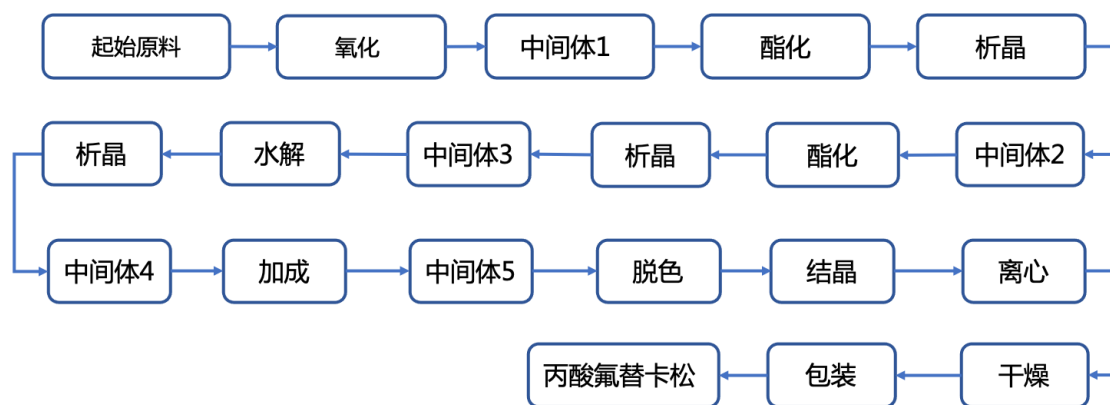 起始原料
氧化
中间体1
酯化
析晶
中间体2
酯化
析晶
中间体3
水解
析晶
中间体4
加成
中间体5
脱色
结晶
离心
干燥
包装
丙酸氟替卡松